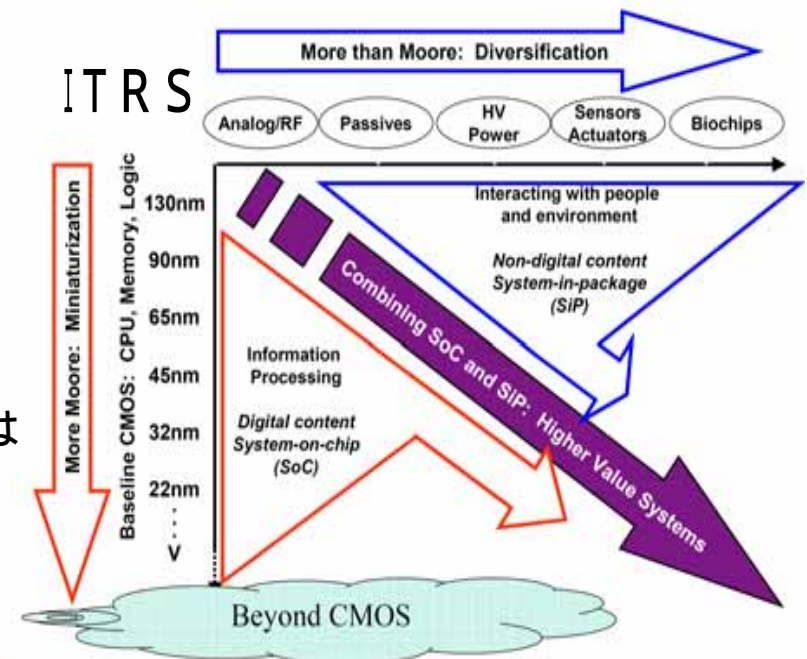 More than Moore: Diversification
ITRS
Analog/RF
Passives
HV
Power
Sensors
Actuators
Biochips
More Moore: Miniaturization
Baseline CMOS: CPU, Memory, Logic
130nm
90nm
65nm
45nm
32nm
22nm
V
Interacting with people
and environment
Non-digital content
System-in-package
(SiP)
Combining SoC and SiP: Higher Value Systems
Information
Processing
Digital content
System-on-chip
(SoC)
は
Beyond CMOS